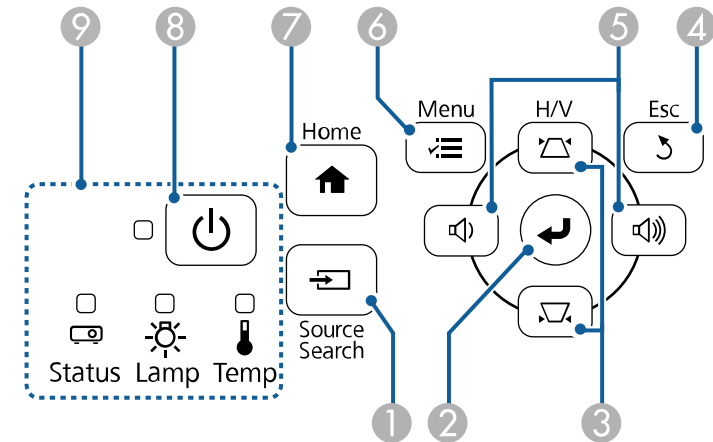 9 8 7 6 5 4
Menu H/V Esc
Home
Source
Search
Status Lamp Temp
1 2 3